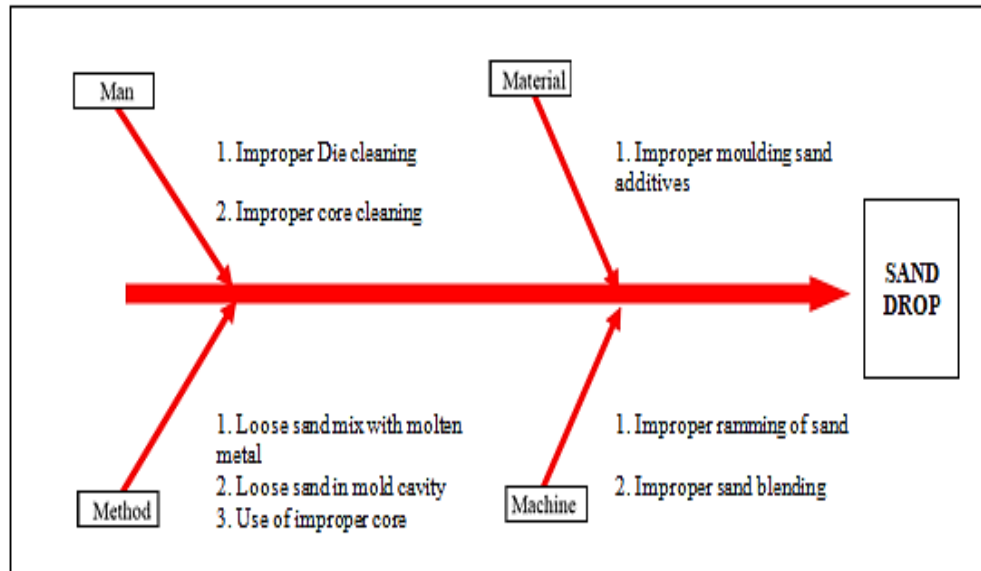 Man
Material
1. Improper Die cleaning
2. Improper core cleaning
1. Improper moulding sand
additives
SAND
DROP
1. Loose sand mix with molten
metal
2. Loose sand in mold cavity
3. Use of improper core
1. Improper ramming of sand
2. Improper sand blending
Method
Machine